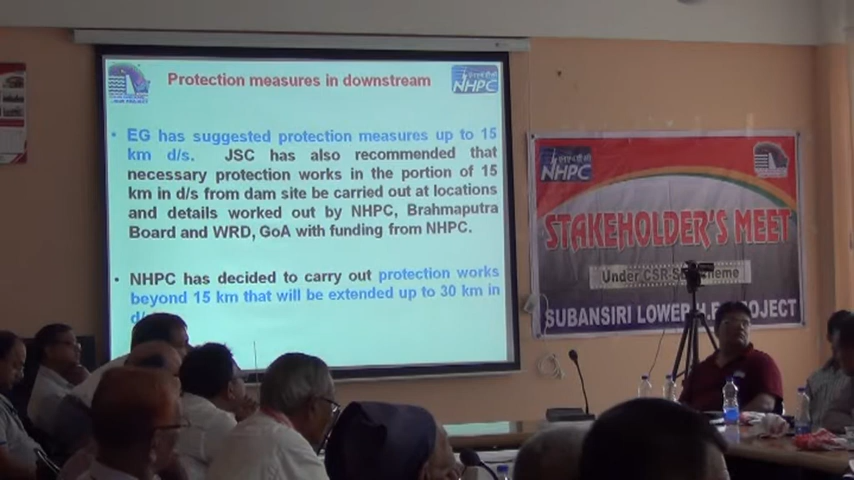 Protection measures in downstream
NHPC
• EG has suggested protection measures up to 15
km d/s. JSC has also recommended that
necessary protection works in the portion of 15
km in d/s from dam site be carried out at locations
and details worked out by NHPC, Brahmaputra
Board and WRD, GoA with funding from NHPC.
• NHPC has decided to carry out protection works
beyond 15 km that will be extended up to 30 km in
NHPC
STAKEHOLDER'S MEET
Under CSR-
SUBANSIRI LOWER H.E. PROJECT